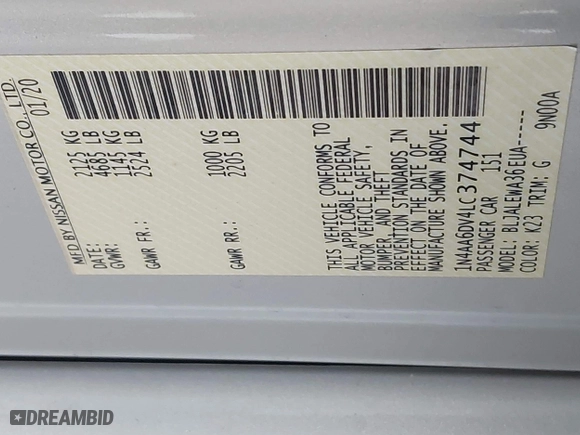 MFD BY NISSAN MOTOR CO., LTD.
DATE: 01/20
GVWR: 2125 KG
4685 LB
GAWR FR.: 1145 KG
2524 LB
GAWR RR.: 1000 KG
2205 LB
THIS VEHICLE CONFORMS TO
ALL APPLICABLE FEDERAL
MOTOR VEHICLE SAFETY,
BUMPER, AND THEFT
PREVENTION STANDARDS IN
EFFECT ON THE DATE OF
MANUFACTURE SHOWN ABOVE.
1N4AA6DV4LC374744
PASSENGER CAR 151
MODEL: BLJALEWA36EUA-----
COLOR: K23 TRIM: G 9N00A
DREAMBID